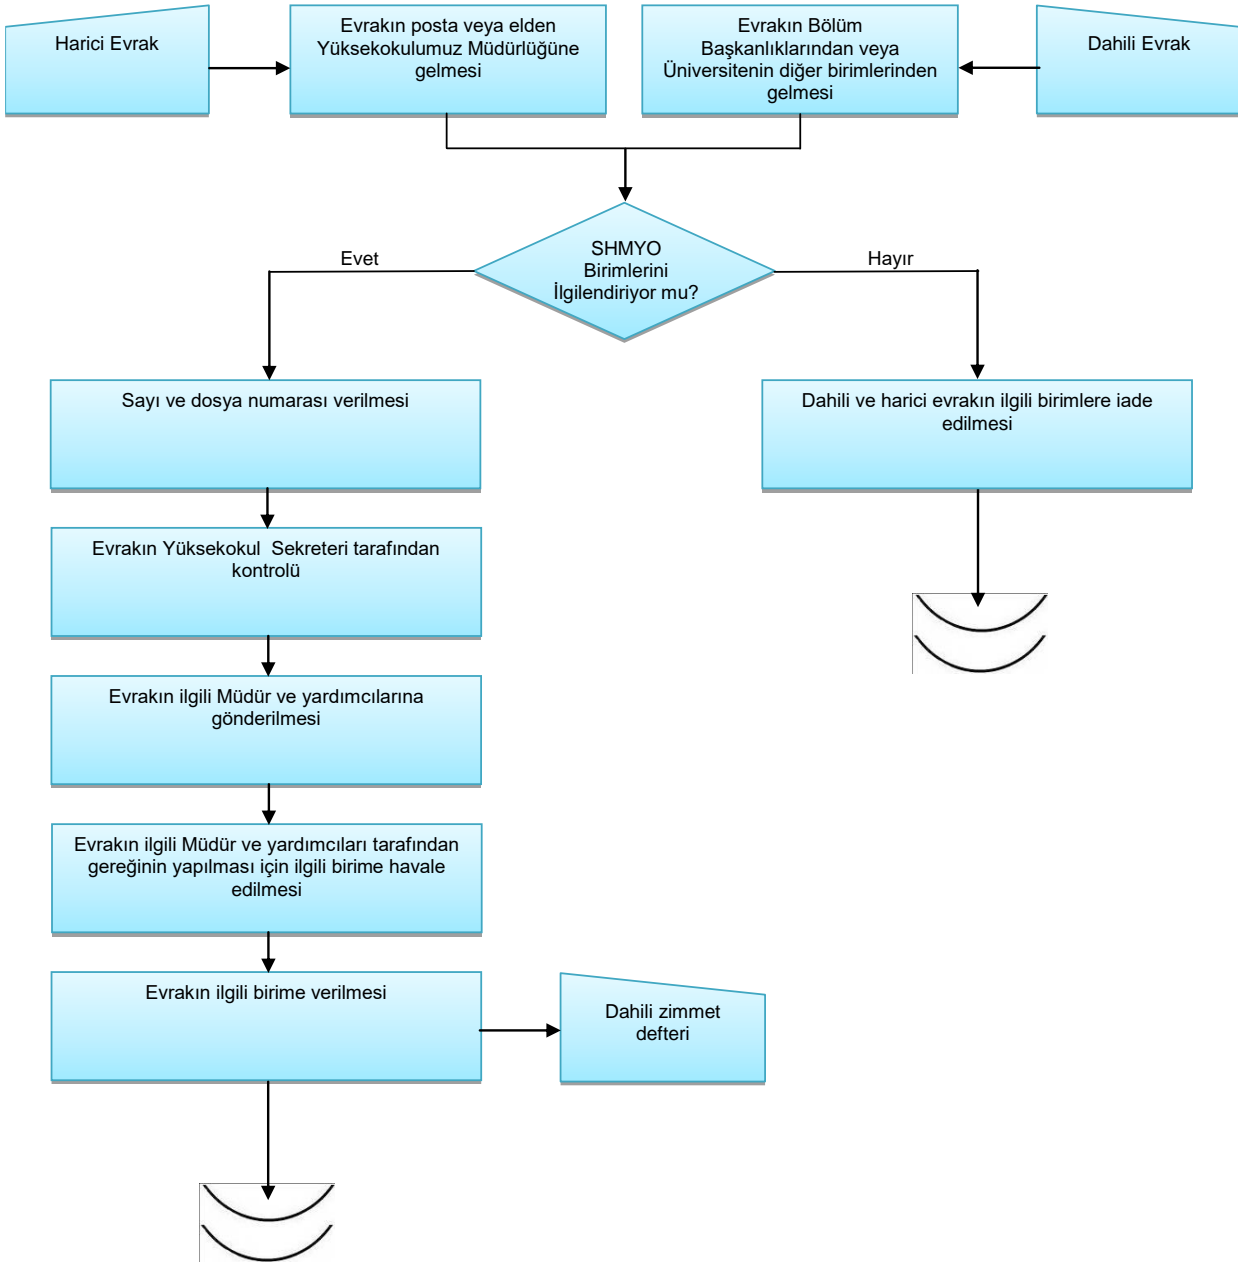 Harici Evrak
Evrakın posta veya elden
Yüksekokulumuz Müdürlüğüne
gelmesi
Evrakın Bölüm
Başkanlıklarından veya
Üniversitenin diğer birimlerinden
gelmesi
Dahili Evrak
SHMYO
Birimlerini
İlgilendiriyor mu?
Evet
Hayır
Sayı ve dosya numarası verilmesi
Dahili ve harici evrakın ilgili birimlere iade
edilmesi
Evrakın Yüksekokul  Sekreteri tarafından
kontrolü
Evrakın ilgili Müdür ve yardımcılarına
gönderilmesi
Evrakın ilgili Müdür ve yardımcıları tarafından
gereğinin yapılması için ilgili birime havale
edilmesi
Evrakın ilgili birime verilmesi
Dahili zimmet
defteri